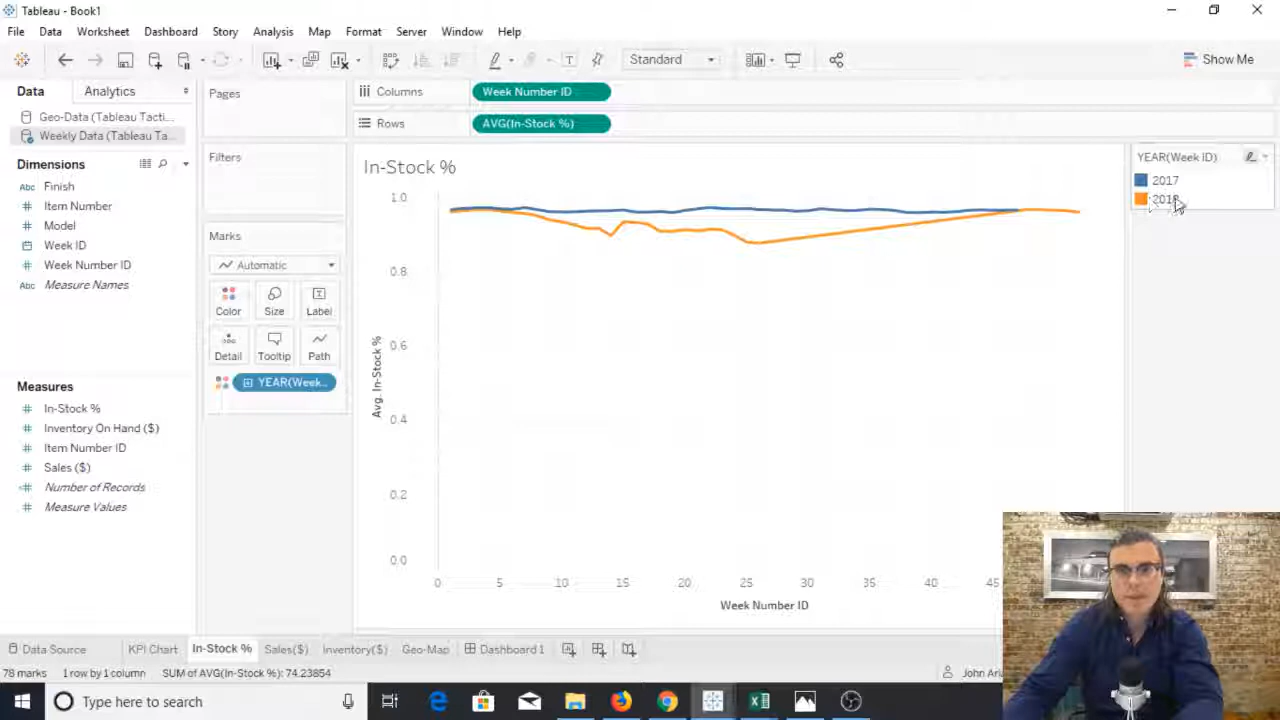 Tableau - Book1
File Data Worksheet Dashboard Story Analysis Map Format Server Window Help
Standard
Show Me
Data Analytics
Pages
Columns Week Number ID
Geo-Data (Tableau Tacti...
Weekly Data (Tableau Ta...
Rows AVG(In-Stock %)
Dimensions
Filters
In-Stock %
YEAR(Week ID)
Abc Finish
Item Number
Abc Model
Week ID
Week Number ID
Abc Measure Names
2017
2018
Marks
Automatic
Color Size Label
Detail Tooltip Path
YEAR(Week..
Measures
In-Stock %
Inventory On Hand ($)
Item Number ID
Sales ($)
Number of Records
Measure Values
1.0
0.8
0.6
0.4
0.2
0.0
Avg. In-Stock %
0 5 10 15 20 25 30 35 40 45
Week Number ID
Data Source KPI Chart In-Stock % Sales($) Inventory($) Geo-Map Dashboard 1
78 marks 1 row by 1 column SUM of AVG(In-Stock %): 74.23854
John Ari
Type here to search